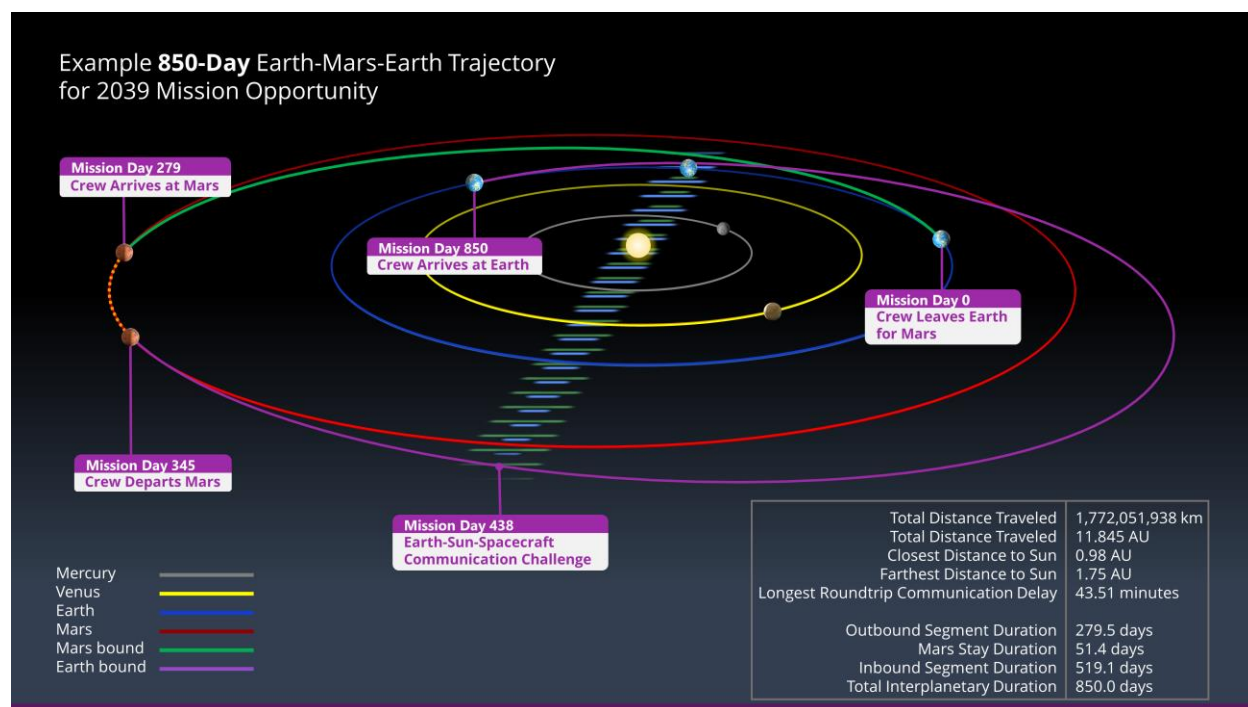 Example 850-Day Earth-Mars-Earth Trajectory
for 2039 Mission Opportunity
Mission Day 279
Crew Arrives at Mars
Mission Day 850
Crew Arrives at Earth
Mission Day 0
Crew Leaves Earth
for Mars
Mission Day 345
Crew Departs Mars
Mission Day 438
Earth-Sun-Spacecraft
Communication Challenge
Mercury
Venus
Earth
Mars
Mars bound
Earth bound
Total Distance Traveled 1,772,051,938 km
Total Distance Traveled 11.845 AU
Closest Distance to Sun 0.98 AU
Farthest Distance to Sun 1.75 AU
Longest Roundtrip Communication Delay 43.51 minutes
Outbound Segment Duration 279.5 days
Mars Stay Duration 51.4 days
Inbound Segment Duration 519.1 days
Total Interplanetary Duration 850.0 days